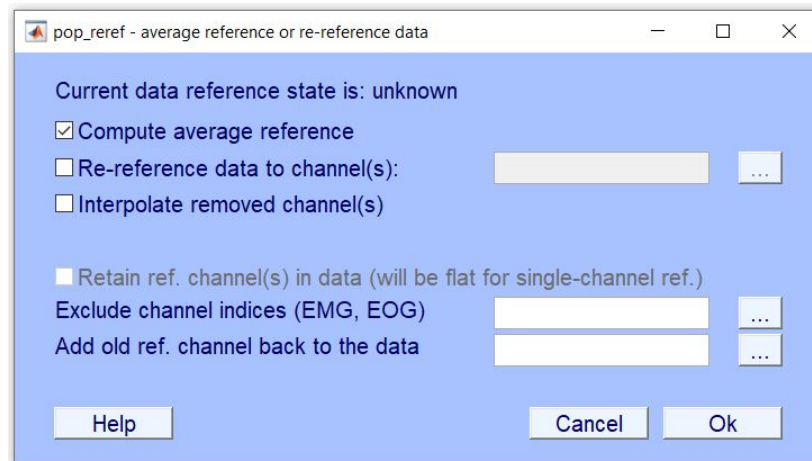 pop_reref - average reference or re-reference data
Current data reference state is: unknown
Compute average reference
Re-reference data to channel(s):
...
Interpolate removed channel(s)
Retain ref. channel(s) in data (will be flat for single-channel ref.)
Exclude channel indices (EMG, EOG)
...
Add old ref. channel back to the data
...
Help
Cancel
Ok